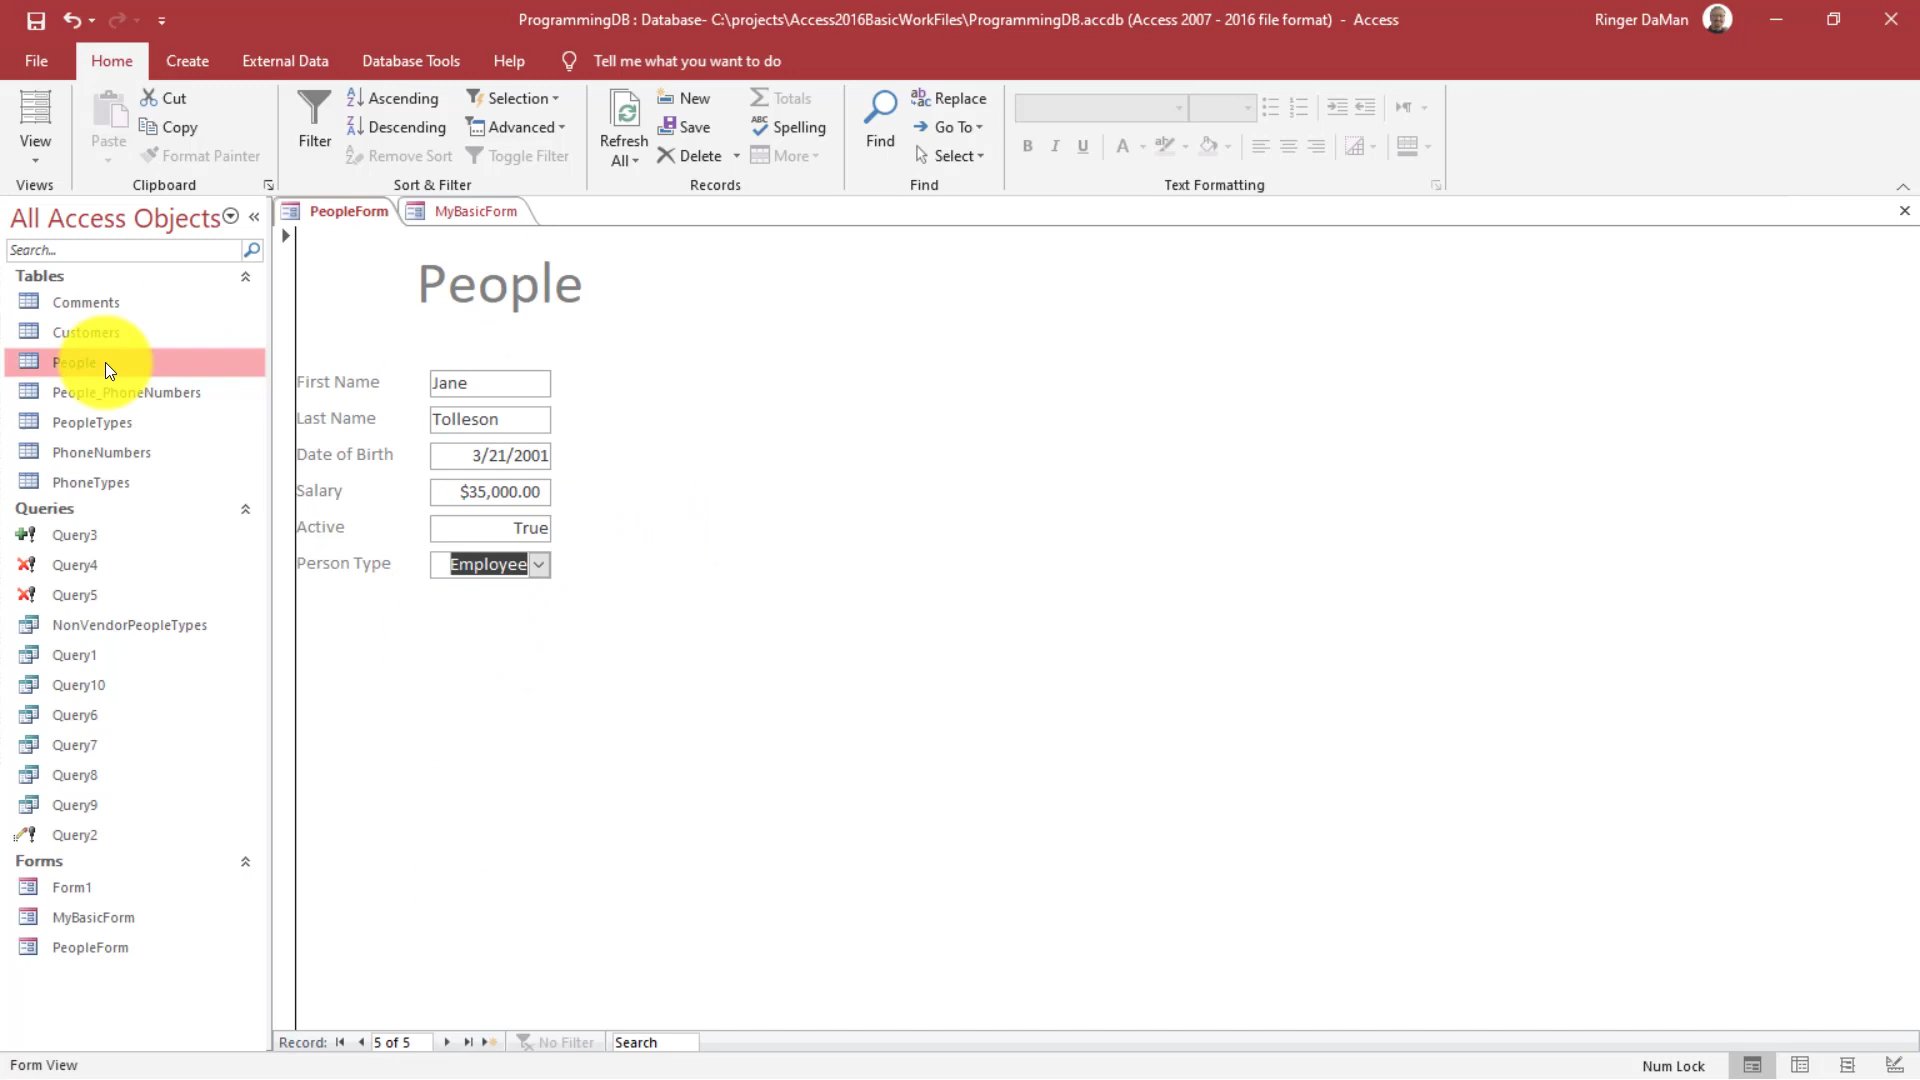 ProgrammingDB : Database- C:\projects\Access2016BasicWorkFiles\ProgrammingDB.accdb (Access 2007 - 2016 file format) - Access
Ringer DaMan
File
Home
Create
External Data
Database Tools
Help
Tell me what you want to do
View
Views
Paste
Cut
Copy
Format Painter
Clipboard
Filter
Ascending
Descending
Remove Sort
Selection
Advanced
Toggle Filter
Sort & Filter
Refresh
All
New
Save
Delete
Totals
Spelling
More
Records
Find
Replace
Go To
Select
Find
B I U A
Text Formatting
All Access Objects
Search...
Tables
Comments
Customers
People
People_PhoneNumbers
PeopleTypes
PhoneNumbers
PhoneTypes
Queries
Query3
Query4
Query5
NonVendorPeopleTypes
Query1
Query10
Query6
Query7
Query8
Query9
Query2
Forms
Form1
MyBasicForm
PeopleForm
PeopleForm
MyBasicForm
People
First Name Jane
Last Name Tolleson
Date of Birth 3/21/2001
Salary $35,000.00
Active True
Person Type Employee
Record: 5 of 5 No Filter Search
Form View
Num Lock